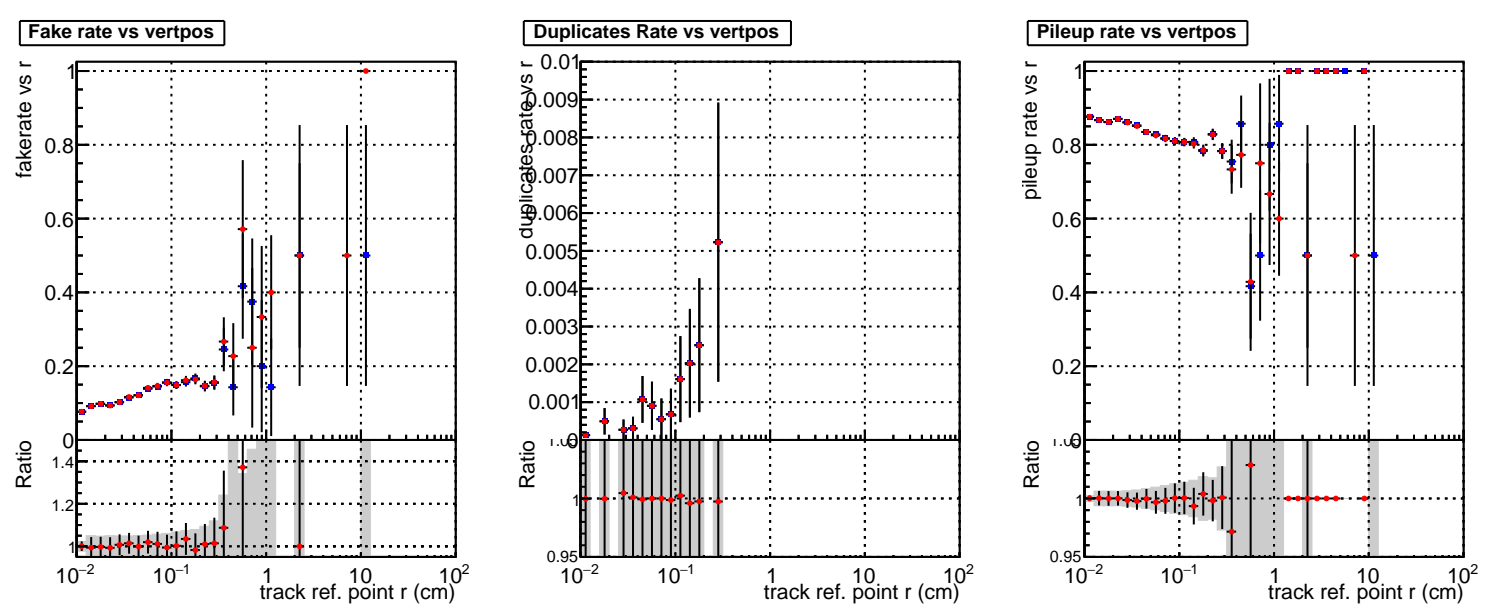 Fake rate vs vertpos
fakerate vs r
1
0.8
0.6
0.4
0.2
0
Ratio
1.4
1.2
1
10⁻² 10⁻¹ 1 10 10²
track ref. point r (cm)
Duplicates Rate vs vertpos
duplicates rate vs r
0.01
0.009
0.008
0.007
0.006
0.005
0.004
0.003
0.002
0.001
Ratio
1
0.95
10⁻² 10⁻¹ 1 10 10²
track ref. point r (cm)
Pileup rate vs vertpos
pileup rate vs r
1
0.8
0.6
0.4
0.2
Ratio
1
0.95
10⁻² 10⁻¹ 1 10 10²
track ref. point r (cm)